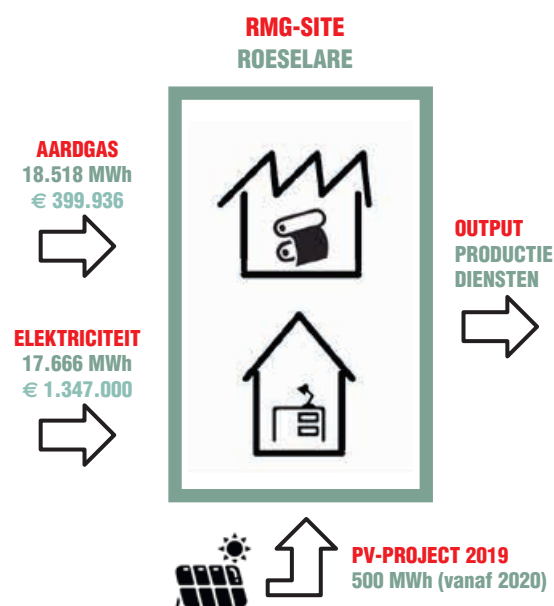 RMG-SITE
ROESELARE
AARDGAS
18.518 MWh
€ 399.936
OUTPUT
PRODUCTIE
DIENSTEN
ELEKTRICITEIT
17.666 MWh
€ 1.347.000
PV-PROJECT 2019
500 MWh (vanaf 2020)